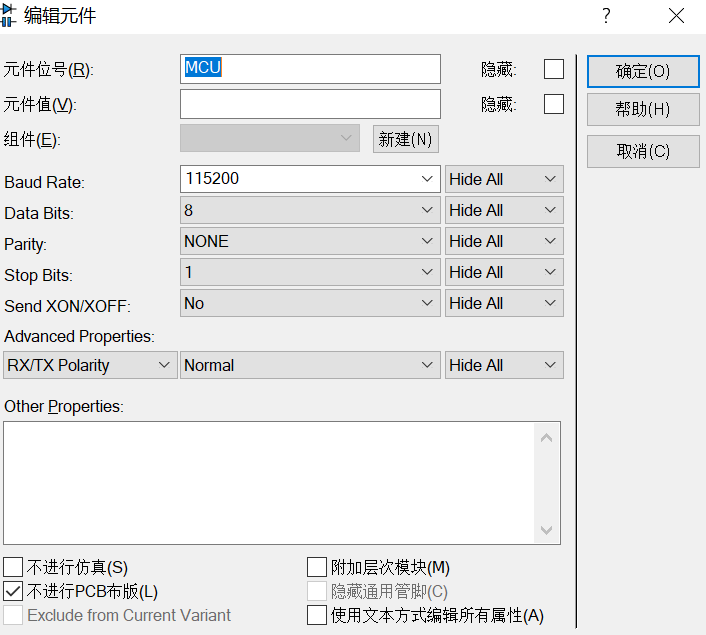 编辑元件
?
元件位号(R):
MCU
隐藏:
确定(O)
元件值(V):
隐藏:
帮助(H)
组件(E):
新建(N)
取消(C)
Baud Rate:
115200
Hide All
Data Bits:
8
Hide All
Parity:
NONE
Hide All
Stop Bits:
1
Hide All
Send XON/XOFF:
No
Hide All
Advanced Properties:
RX/TX Polarity
Normal
Hide All
Other Properties:
不进行仿真(S)
附加层次模块(M)
不进行PCB布版(L)
隐藏通用管脚(C)
Exclude from Current Variant
使用文本方式编辑所有属性(A)